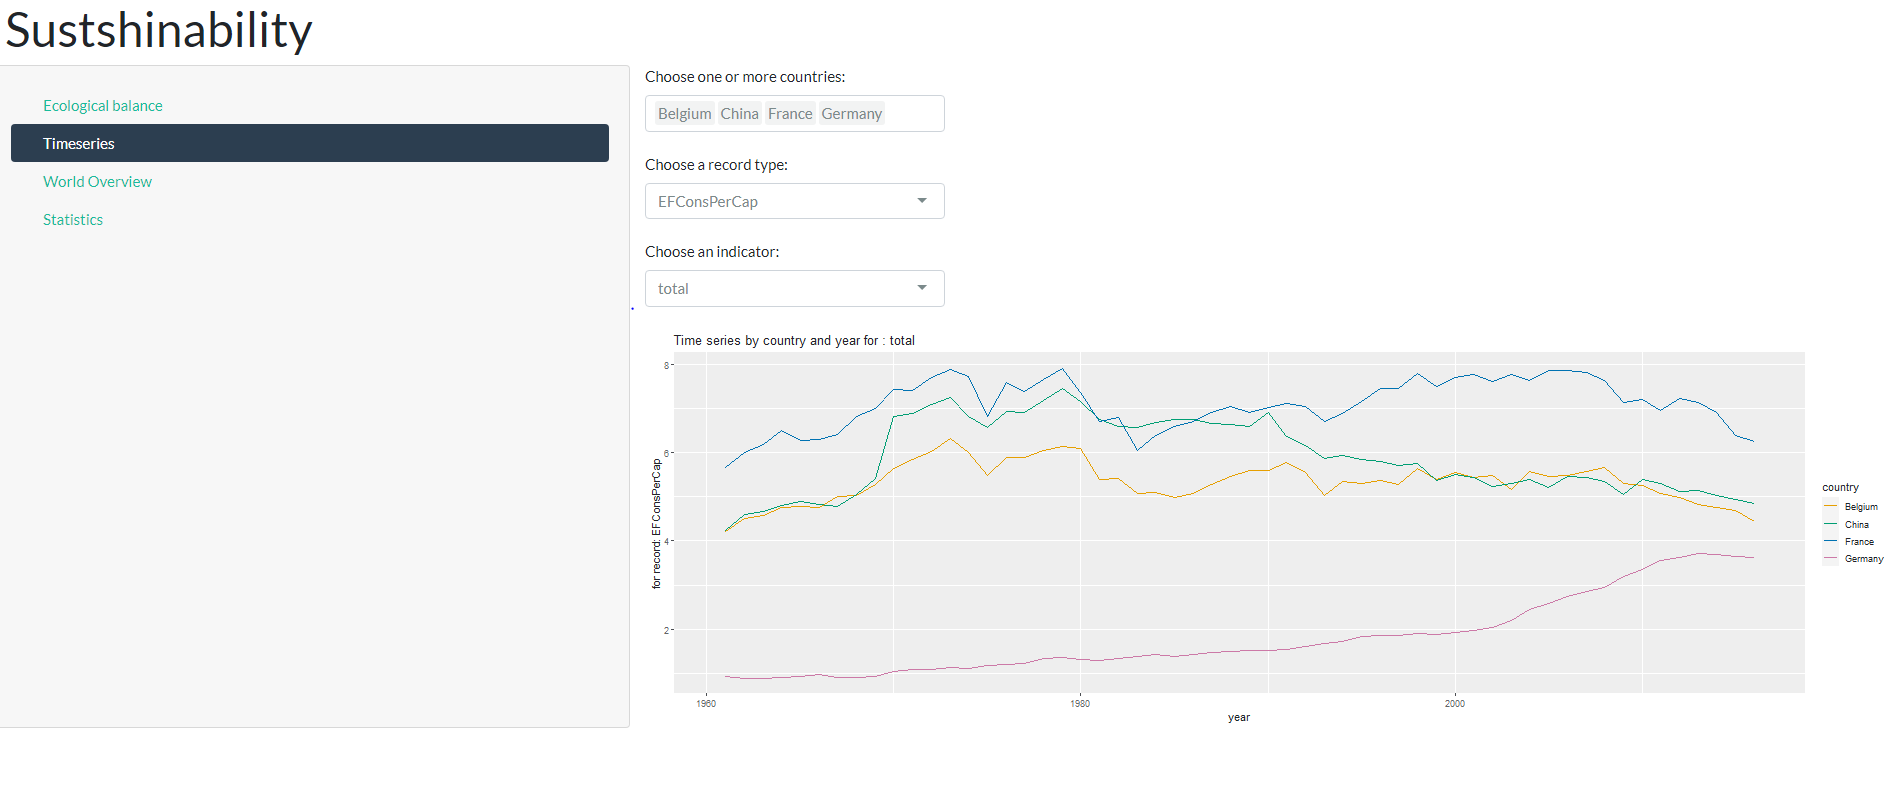 Sustshinability
Ecological balance
Timeseries
World Overview
Statistics
Choose one or more countries:
Belgium China France Germany
Choose a record type:
EFConsPerCap
Choose an indicator:
total
Time series by country and year for : total
for record: EFConsPerCap
8
6
4
2
1960
1980
2000
year
country
Belgium
China
France
Germany